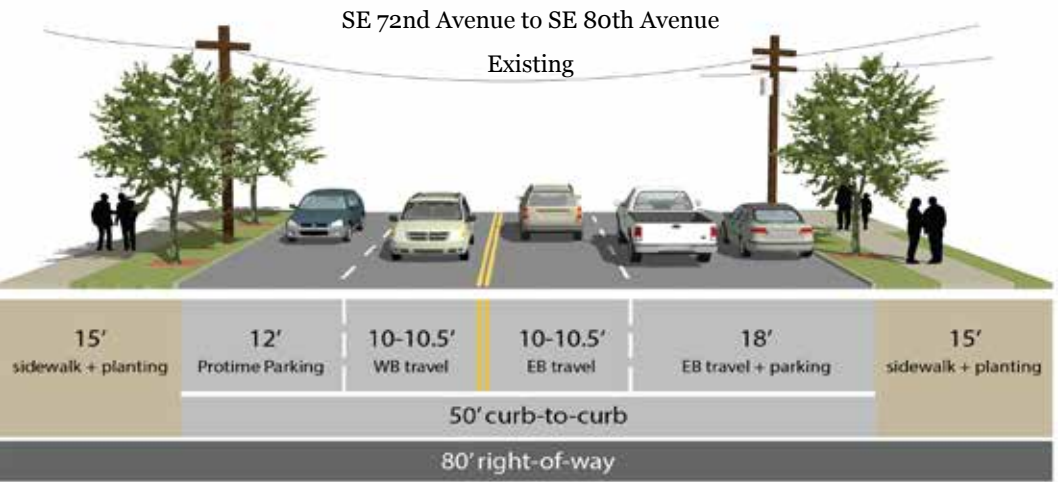 SE 72nd Avenue to SE 80th Avenue
Existing
15′
sidewalk + planting
12′
Protime Parking
10-10.5′
WB travel
10-10.5′
EB travel
18′
EB travel + parking
15′
sidewalk + planting
50′ curb-to-curb
80′ right-of-way